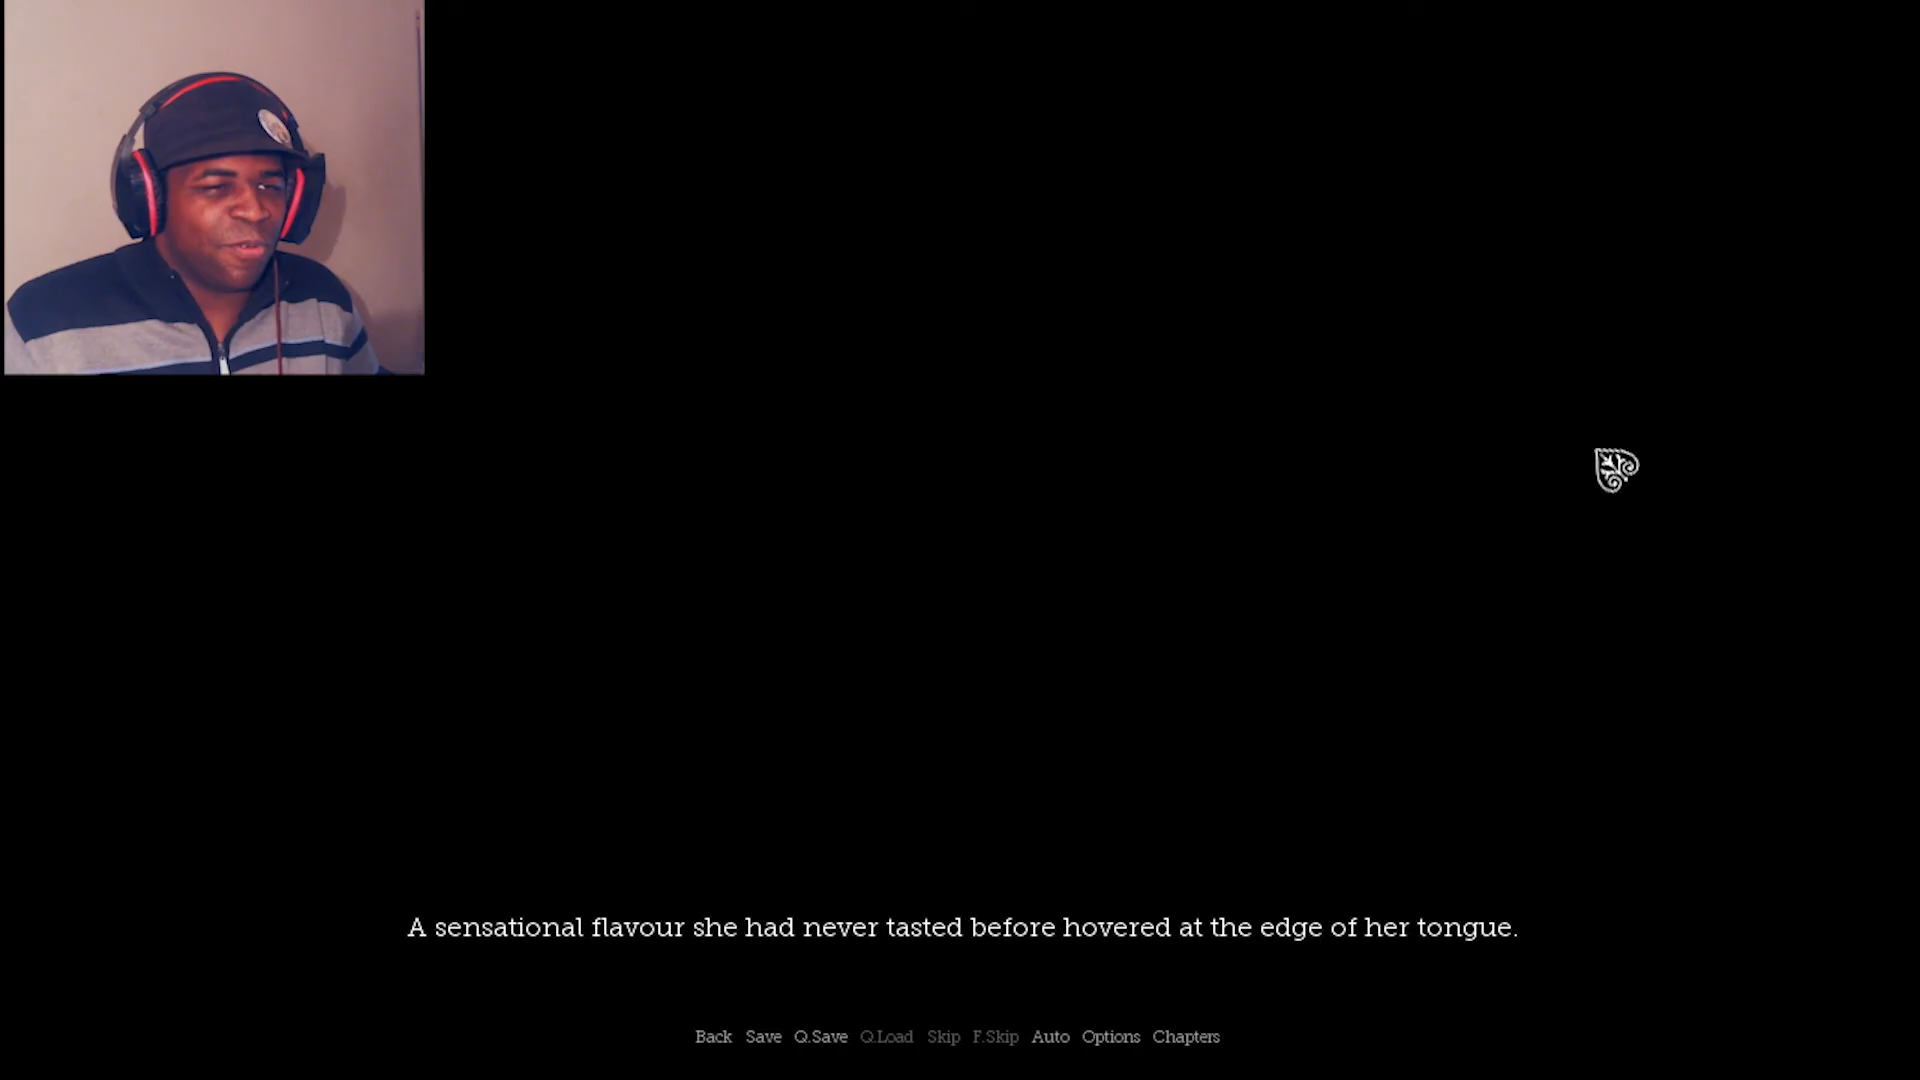 A sensational flavour she had never tasted before hovered at the edge of her tongue.
Back Save Q.Save Q.Load Skip F.Skip Auto Options Chapters